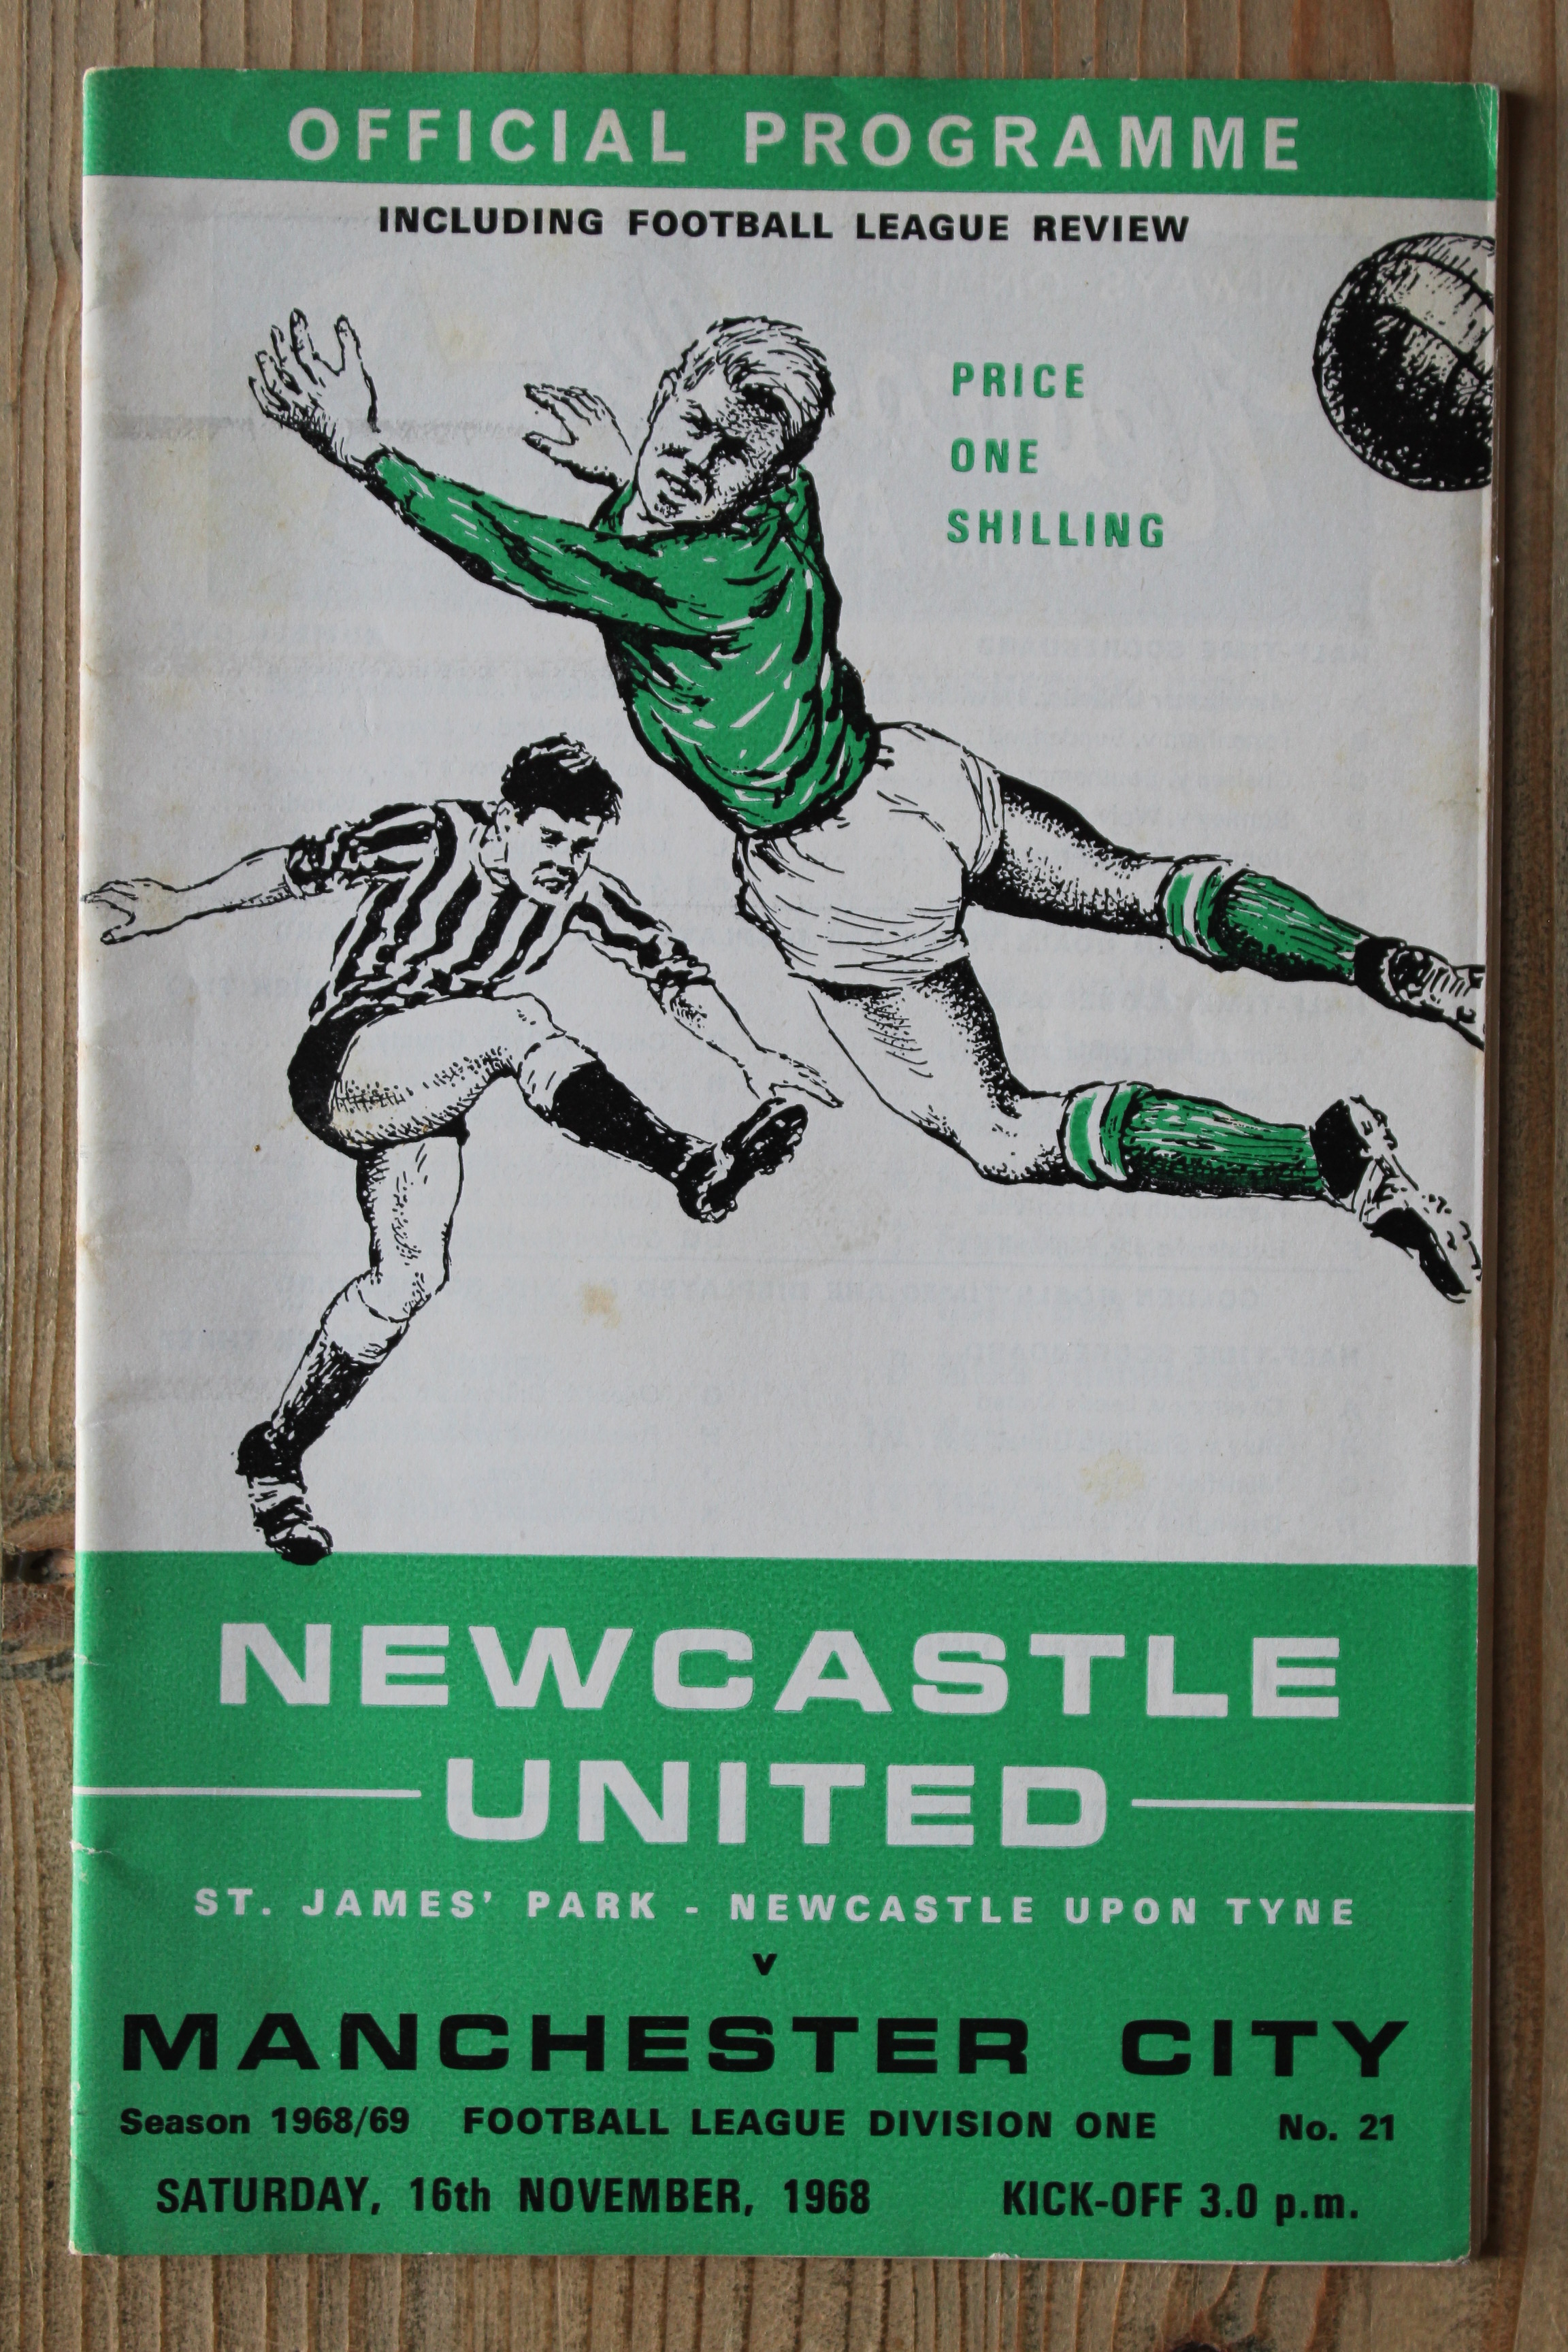 OFFICIAL PROGRAMME
INCLUDING FOOTBALL LEAGUE REVIEW
PRICE
ONE
SHILLING
NEWCASTLE
UNITED
ST. JAMES' PARK - NEWCASTLE UPON TYNE
v
MANCHESTER CITY
Season 1968/69 FOOTBALL LEAGUE DIVISION ONE No. 21
SATURDAY, 16th NOVEMBER, 1968 KICK-OFF 3.0 p.m.